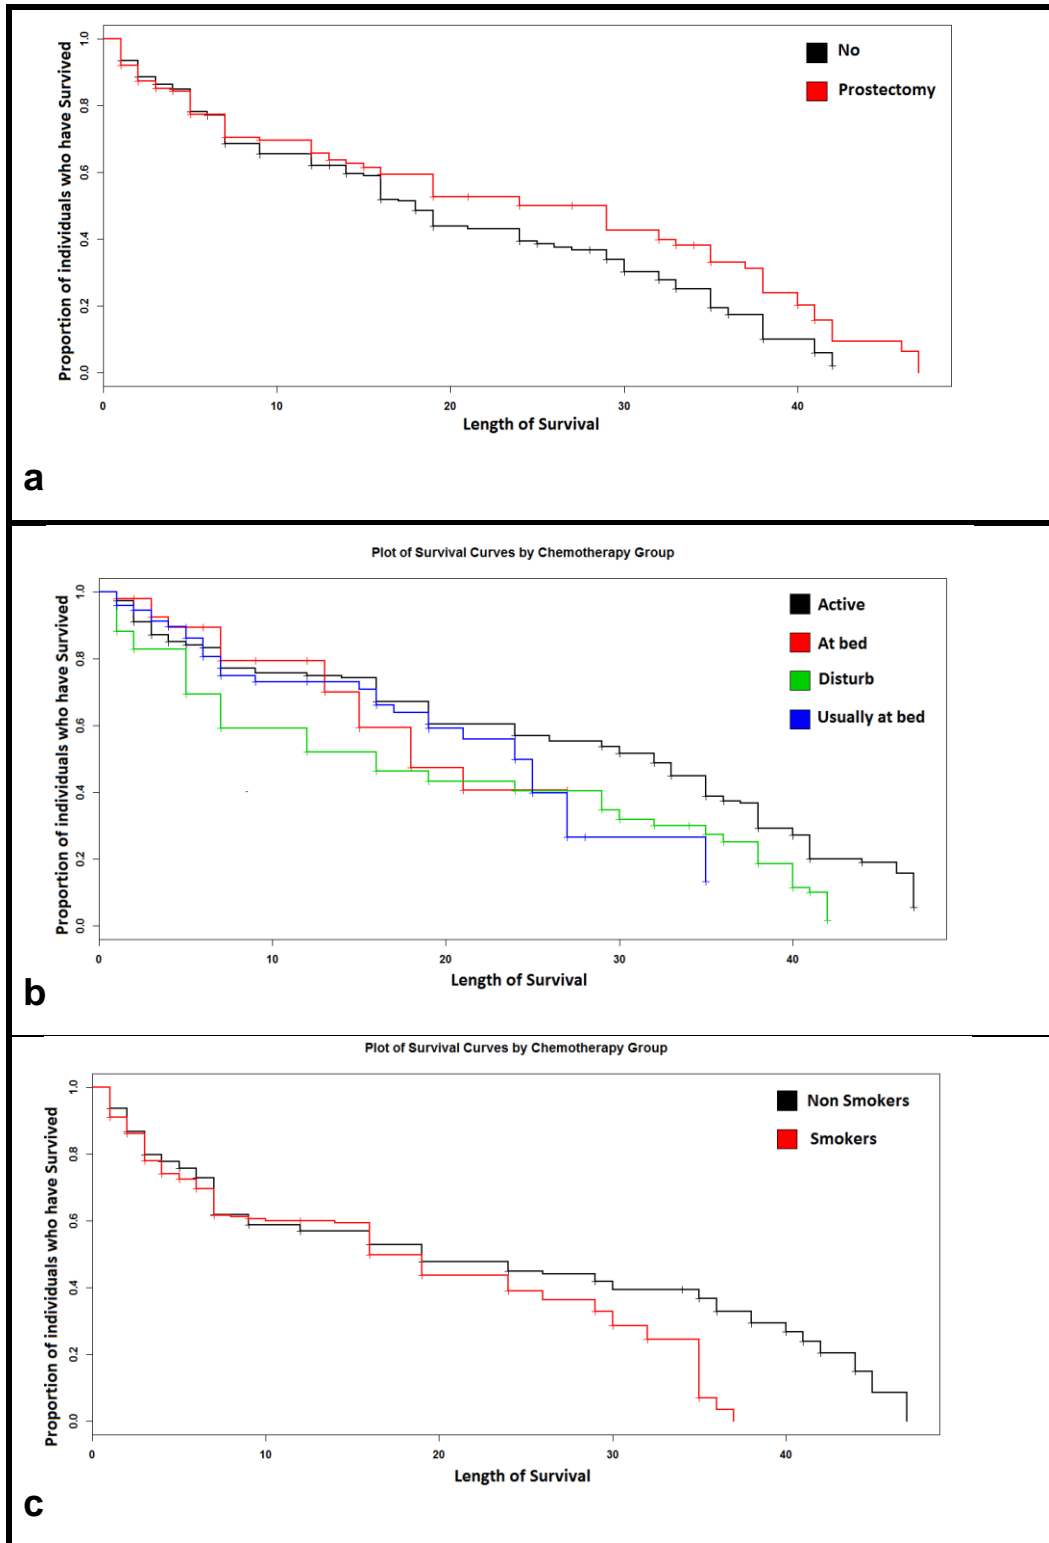 Proportion of individuals who have Survived
1.0
0.8
0.6
0.4
0.2
0.0
No
Prostectomy
0 10 20 30 40
Length of Survival
a
Plot of Survival Curves by Chemotherapy Group
Proportion of individuals who have Survived
1.0
0.8
0.6
0.4
0.2
0.0
Active
At bed
Disturb
Usually at bed
0 10 20 30 40
Length of Survival
b
Plot of Survival Curves by Chemotherapy Group
Proportion of individuals who have Survived
1.0
0.8
0.6
0.4
0.2
0.0
Non Smokers
Smokers
0 10 20 30 40
Length of Survival
c